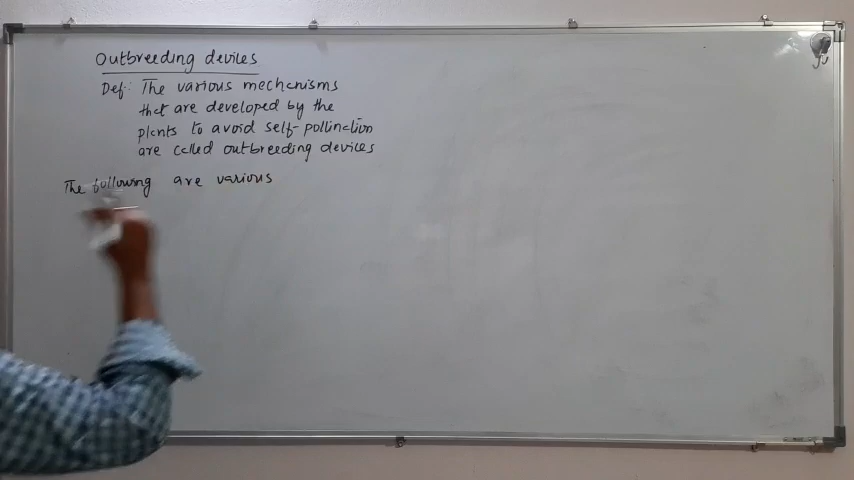 Outbreeding devices
Def: The various mechanisms
that are developed by the
plants to avoid self-pollination
are called outbreeding devices
The following are various